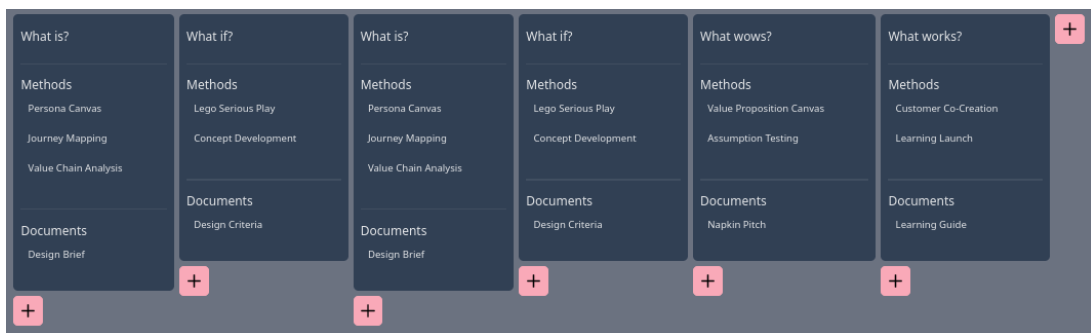 What is?
Methods
Persona Canvas
Journey Mapping
Value Chain Analysis
Documents
Design Brief
+
What if?
Methods
Lego Serious Play
Concept Development
Documents
Design Criteria
+
What is?
Methods
Persona Canvas
Journey Mapping
Value Chain Analysis
Documents
Design Brief
+
What if?
Methods
Lego Serious Play
Concept Development
Documents
Design Criteria
+
What wows?
Methods
Value Proposition Canvas
Assumption Testing
Documents
Napkin Pitch
+
What works?
Methods
Customer Co-Creation
Learning Launch
Documents
Learning Guide
+
+